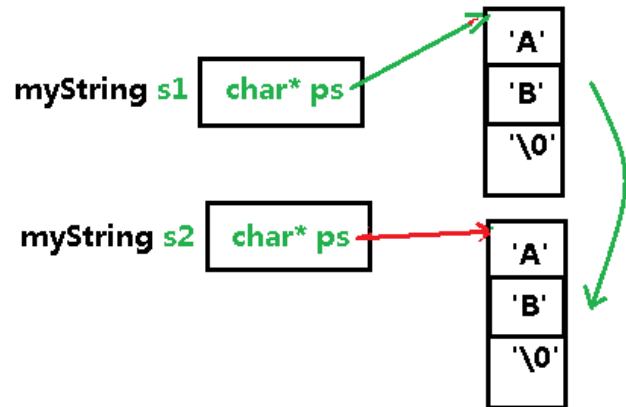 'A'
myString s1 char* ps
'B'
'\0'
myString s2 char* ps
'A'
'B'
'\0'